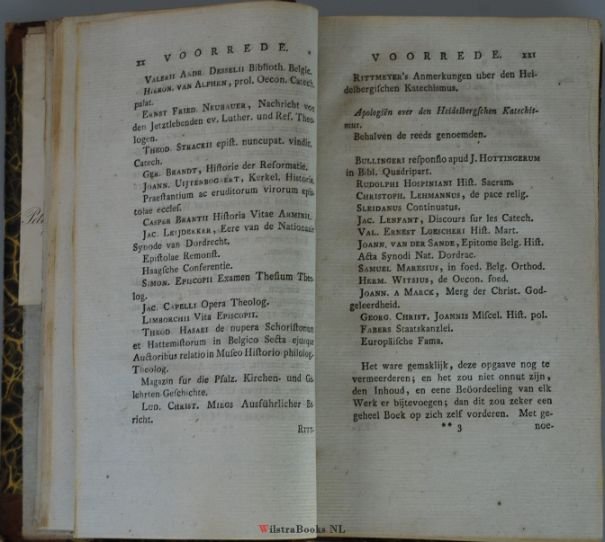 XX VOORREDE.
VALERII ANDR. DESSELII Biblioth. Belgic.
HIERON. VAN ALPHEN, prol. Oecon. Catech.
palat.
ERNST FRIED. NEUBAUER, Nachricht von
den Jetztlebenden ev. Luther. und Ref. Theo-
logen.
THEOD. STRACKII epist. nuncupat. vindic.
Catech.
GER. BRANDT, Historie der Reformatie.
JOANN. UIJTENBOGAERT, Kerkel. Historie.
Praestantium ac eruditorum virorum epis-
tolae eccles.
CASPER BRANTII Historia Vitae ARMINII.
JAC. LEIJDEKKER, Eere van de Nationale
Synode van Dordrecht.
Epistolae Remonst.
Haagsche Conferentie.
SIMON. EPISCOPII Examen Thesium Theo-
log.
JAC. CAPELLI Opera Theolog.
LIMBORCHII Vita EPISCOPII.
THEOD. HASAEI de nupera Schoristorum
et Hattemistorum in Belgico Secta ejusque
Auctoribus relatio in Museo Historio philolog.
Theolog.
Magazin fur die Pfalz. Kirchen- und Ge-
lehrten Geschichte.
LUD. CHRIST. MIEGS Ausführlicher Be-
richt.
RITT-
VOORREDE. XXI
RITTMEYER's Anmerkungen uber den Hei-
delbergischen Katechismus.
Apologiën over den Heidelbergschen Katechis-
mus.
Behalven de reeds genoemden.
BULLINGERI responsio apud J. HOTTINGERUM
in Bibl. Quadripart.
RUDOLPHI HOSPINIANI Hist. Sacram.
CHRISTOPH. LEHMANNUS, de pace relig.
SLEIDANUS Continuatus.
JAC. LENFANT, Discours sur les Catech.
VAL. ERNEST LOESCHERI Hist. Mart.
JOANN. VAN DER SANDE, Epitome Belg. Hist.
Acta Synodi Nat. Dordrac.
SAMUEL MARESIUS, in foed. Belg. Orthod.
HERM. WITSIUS, de Oecon. foed.
JOANN. A MARCK, Merg der Christ. God-
geleerdheid.
GEORG. CHRIST. JOANNIS Miscel. Hist. pol.
FABERS Staatskanzlei.
Europäische Fama.
Het ware gemaklijk, deze opgave nog te
vermeerderen; en het zou niet onnut zijn,
den Inhoud, en eene Beöordeeling van elk
Werk er bijtevoegen; dan dit zou zeker een
geheel Boek op zich zelf vorderen. Met ge-
** 3 noe-
WilstraBooks.NL